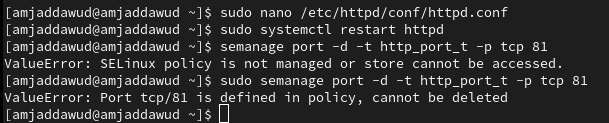 [amjaddawud@amjaddawud ~]$ sudo nano /etc/httpd/conf/httpd.conf
[amjaddawud@amjaddawud ~]$ sudo systemctl restart httpd
[amjaddawud@amjaddawud ~]$ semanage port -d -t http_port_t -p tcp 81
ValueError: SELinux policy is not managed or store cannot be accessed.
[amjaddawud@amjaddawud ~]$ sudo semanage port -d -t http_port_t -p tcp 81
ValueError: Port tcp/81 is defined in policy, cannot be deleted
[amjaddawud@amjaddawud ~]$